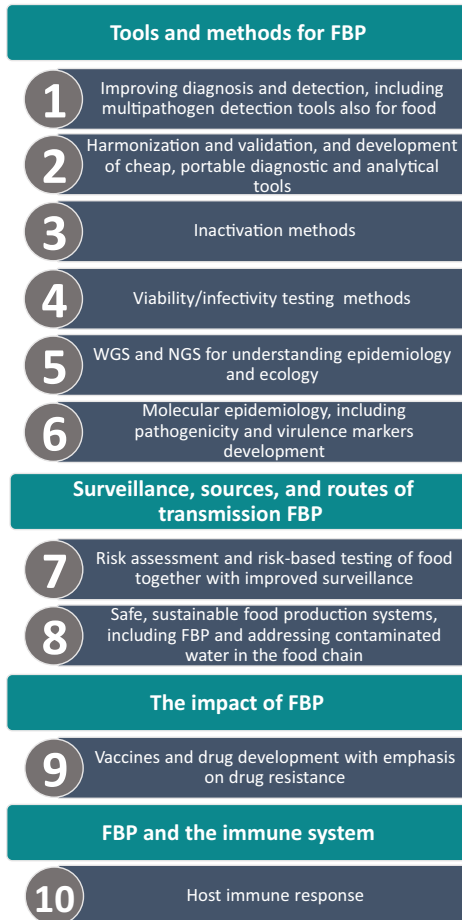 Tools and methods for FBP
1
Improving diagnosis and detection, including
multipathogen detection tools also for food
2
Harmonization and validation, and development
of cheap, portable diagnostic and analytical
tools
3
Inactivation methods
4
Viability/infectivity testing methods
5
WGS and NGS for understanding epidemiology
and ecology
6
Molecular epidemiology, including
pathogenicity and virulence markers
development
Surveillance, sources, and routes of
transmission FBP
7
Risk assessment and risk-based testing of food
together with improved surveillance
8
Safe, sustainable food production systems,
including FBP and addressing contaminated
water in the food chain
The impact of FBP
9
Vaccines and drug development with emphasis
on drug resistance
FBP and the immune system
10
Host immune response